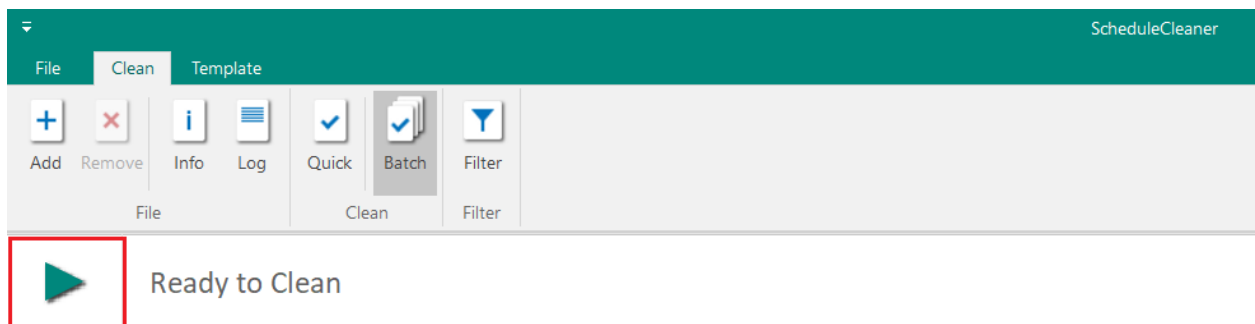 ScheduleCleaner
File Clean Template
Add Remove Info Log Quick Batch Filter
File Clean Filter
Ready to Clean